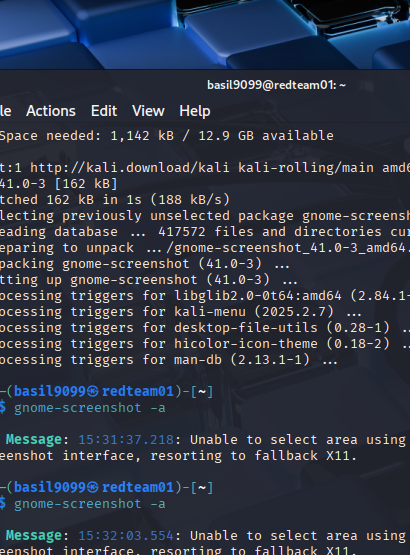 basil9099@redteam01: ~
le Actions Edit View Help
Space needed: 1,142 kB / 12.9 GB available
t:1 http://kali.download/kali kali-rolling/main amd6
41.0-3 [162 kB]
tched 162 kB in 1s (188 kB/s)
lecting previously unselected package gnome-screensh
eading database ... 417572 files and directories cur
eparing to unpack .../gnome-screenshot_41.0-3_amd64.
packing gnome-screenshot (41.0-3) ...
tting up gnome-screenshot (41.0-3) ...
ocessing triggers for libglib2.0-0t64:amd64 (2.84.1-
ocessing triggers for kali-menu (2025.2.7) ...
ocessing triggers for desktop-file-utils (0.28-1) ..
ocessing triggers for hicolor-icon-theme (0.18-2) ...
ocessing triggers for man-db (2.13.1-1) ...
-(basil9099㉿redteam01)-[~]
$ gnome-screenshot -a
Message: 15:31:37.218: Unable to select area using
eenshot interface, resorting to fallback X11.
-(basil9099㉿redteam01)-[~]
$ gnome-screenshot -a
Message: 15:32:03.554: Unable to select area using
eenshot interface, resorting to fallback X11.